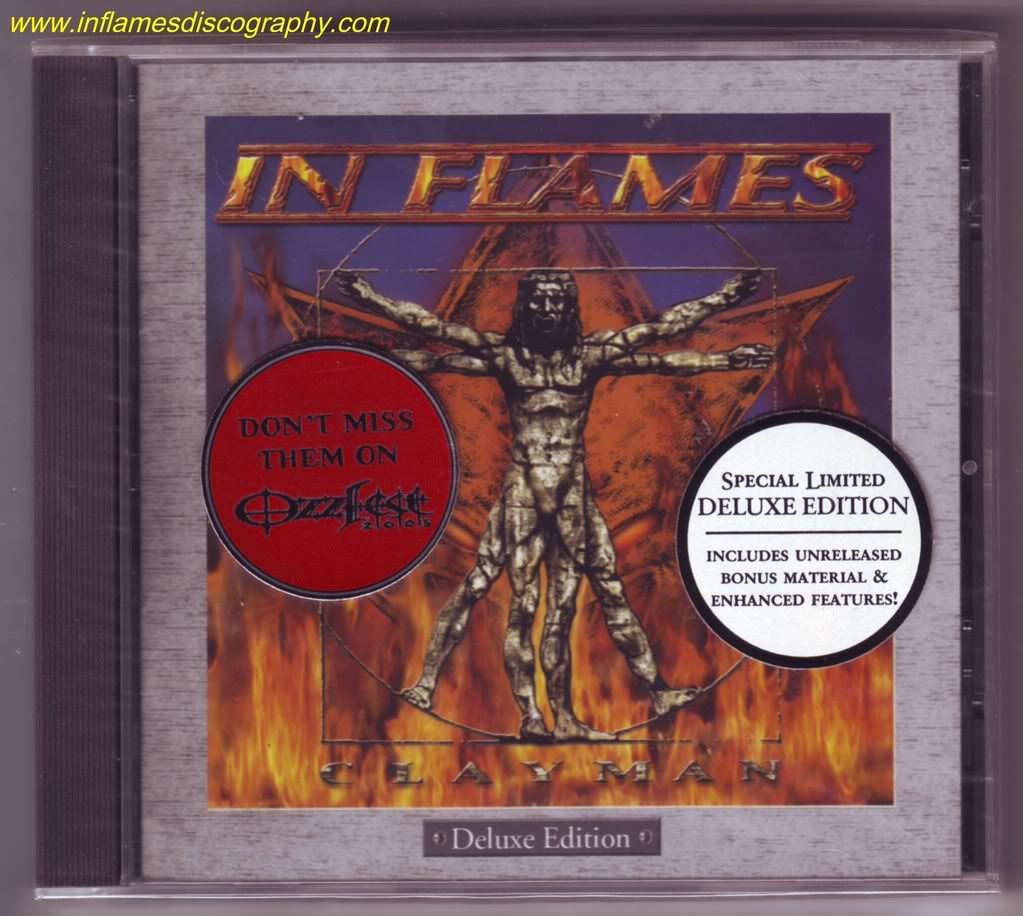 www.inflamesdiscography.com
IN FLAMES
DON'T MISS
THEM ON
Ozzfest
2005
SPECIAL LIMITED
DELUXE EDITION
INCLUDES UNRELEASED
BONUS MATERIAL &
ENHANCED FEATURES!
CLAYMAN
Deluxe Edition